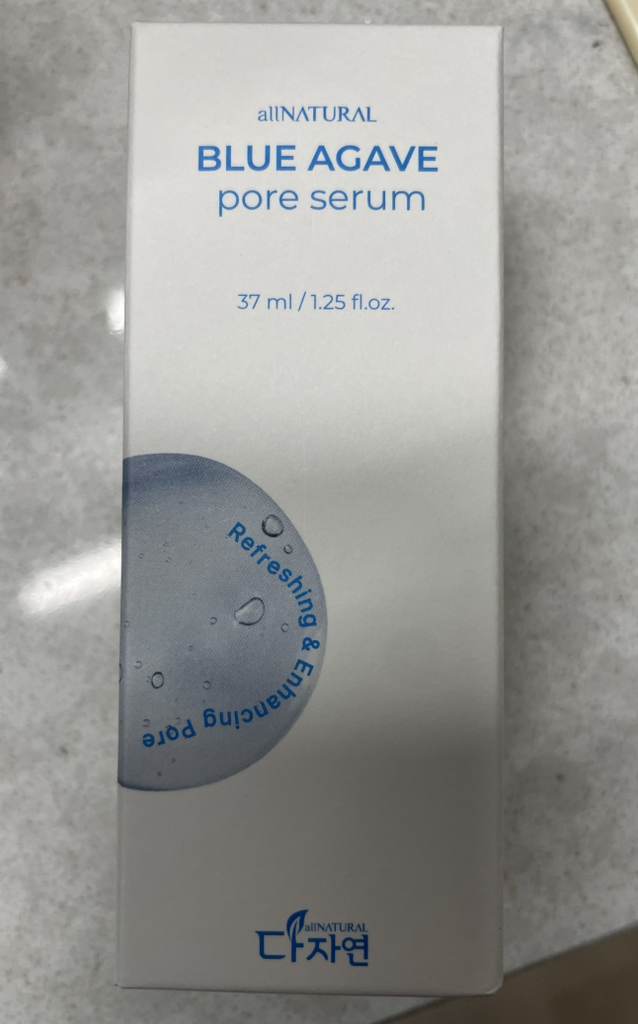 allNATURAL
BLUE AGAVE
pore serum
37 ml / 1.25 fl.oz.
Refreshing & Enhancing Pore
allNATURAL
다자연